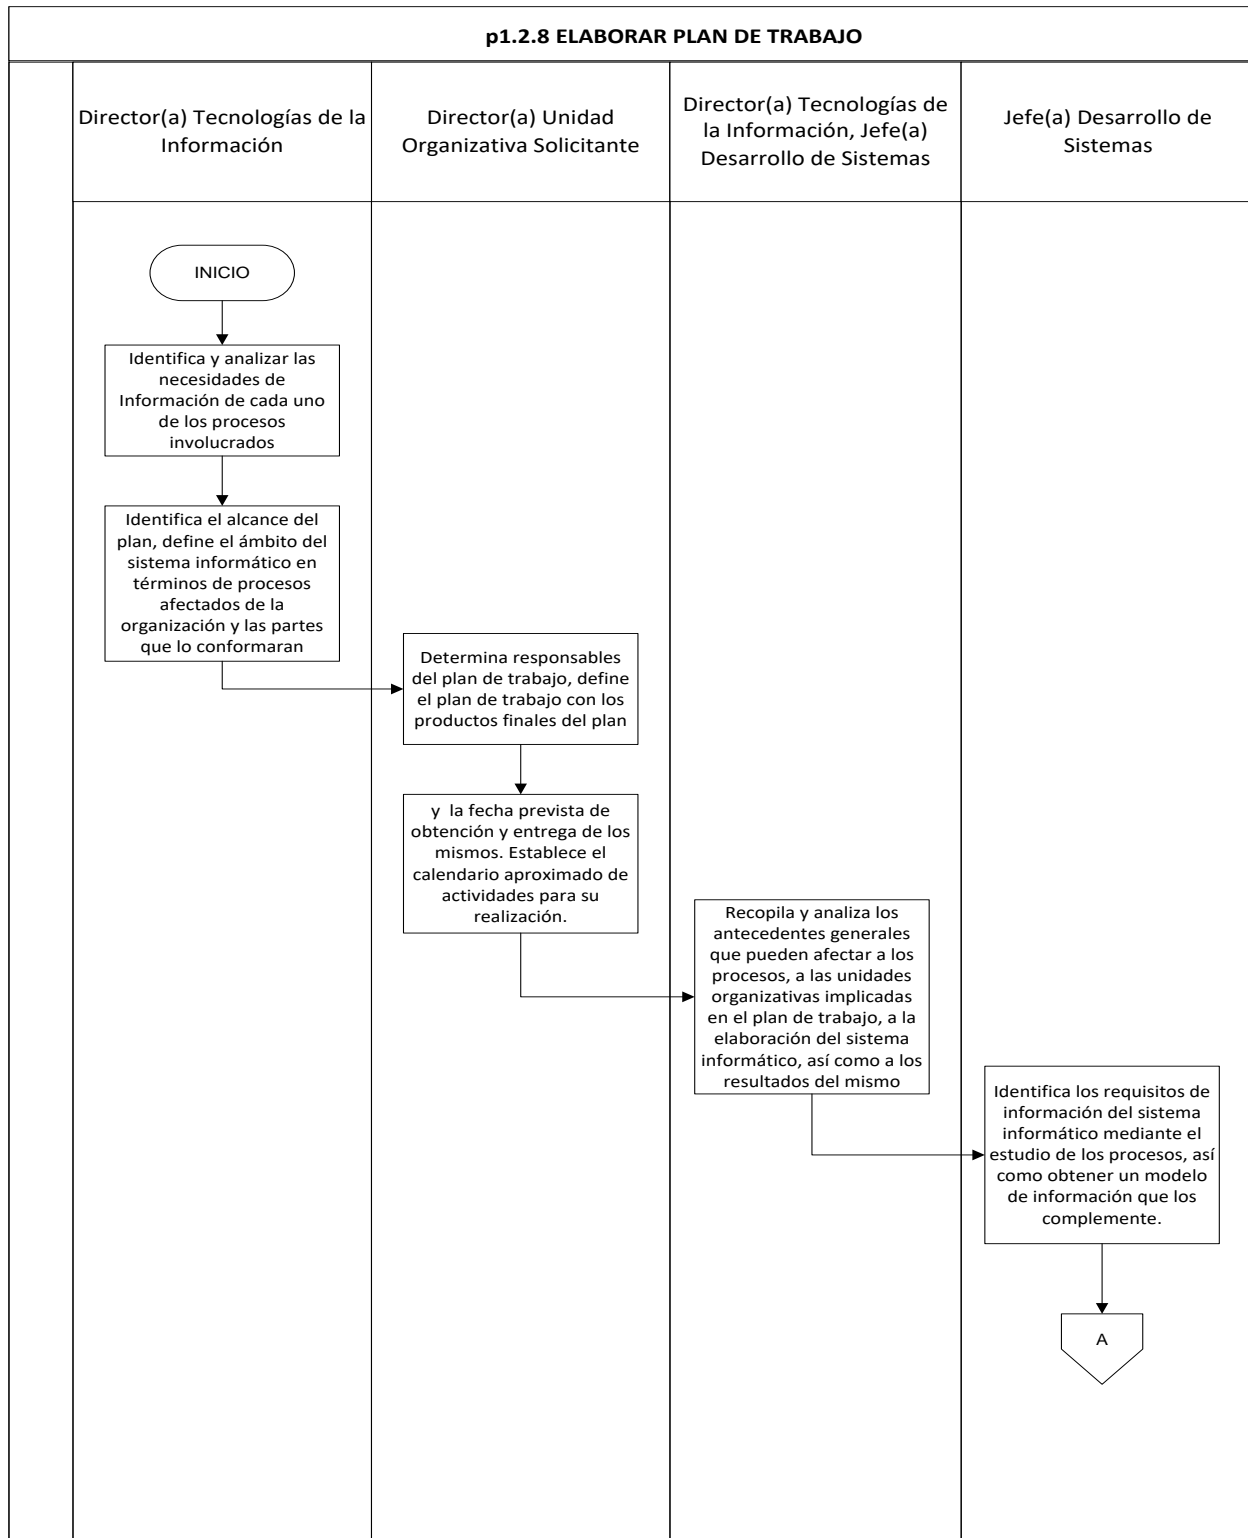 p1.2.8 ELABORAR PLAN DE TRABAJO
Director(a) Tecnologías de la
Información
Director(a) Unidad
Organizativa Solicitante
Director(a) Tecnologías de
la Información, Jefe(a)
Desarrollo de Sistemas
Jefe(a) Desarrollo de
Sistemas
INICIO
Identifica y analizar las
necesidades de
Información de cada uno
de los procesos
involucrados
Identifica el alcance del
plan, define el ámbito del
sistema informático en
términos de procesos
afectados de la
organización y las partes
que lo conformaran
Determina responsables
del plan de trabajo, define
el plan de trabajo con los
productos finales del plan
y la fecha prevista de
obtención y entrega de los
mismos. Establece el
calendario aproximado de
actividades para su
realización.
Recopila y analiza los
antecedentes generales
que pueden afectar a los
procesos, a las unidades
organizativas implicadas
en el plan de trabajo, a la
elaboración del sistema
informático, así como a los
resultados del mismo
Identifica los requisitos de
información del sistema
informático mediante el
estudio de los procesos, así
como obtener un modelo
de información que los
complemente.
A